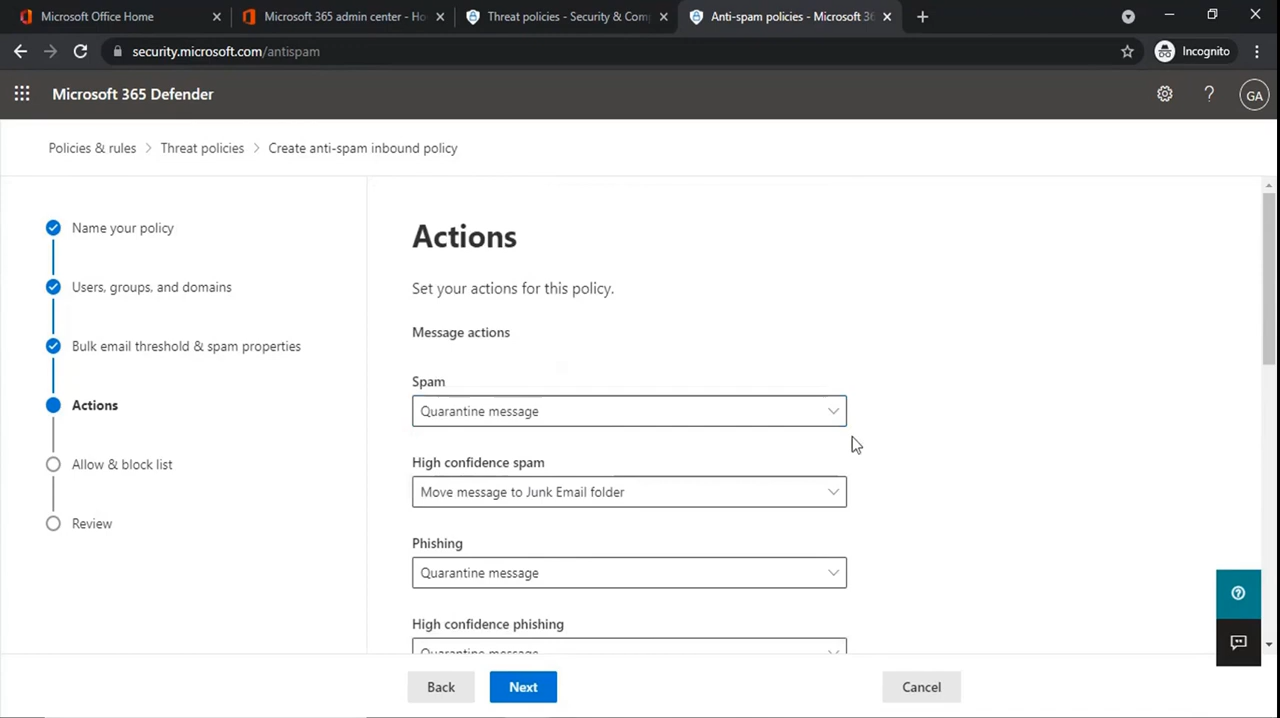 Microsoft Office Home
Microsoft 365 admin center - Ho
Threat policies - Security & Comp
Anti-spam policies - Microsoft 36
security.microsoft.com/antispam
Incognito
Microsoft 365 Defender
?
GA
Policies & rules > Threat policies > Create anti-spam inbound policy
Name your policy
Users, groups, and domains
Bulk email threshold & spam properties
Actions
Allow & block list
Review
Actions
Set your actions for this policy.
Message actions
Spam
Quarantine message
High confidence spam
Move message to Junk Email folder
Phishing
Quarantine message
High confidence phishing
Quarantine message
Back
Next
Cancel